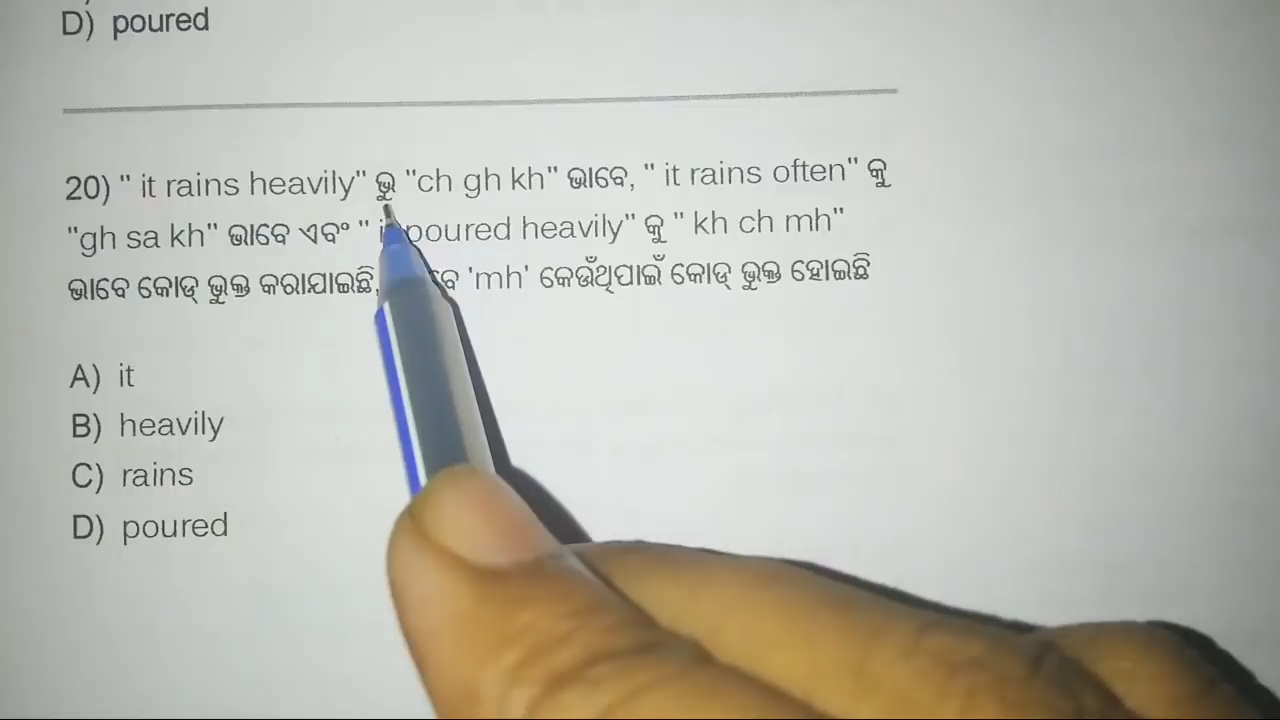 D) poured
20) " it rains heavily" ଭୁ "ch gh kh" ଭାବେ, " it rains often" କୁ
"gh sa kh" ଭାବେ ଏବଂ " poured heavily" କୁ " kh ch mh"
ଭାବେ କୋଡ୍ ଭୁକ୍ତ କରାଯାଇଛି, 'mh' କେଉଁଥିପାଇଁ କୋଡ୍ ଭୁକ୍ତ ହୋଇଛି
A) it
B) heavily
C) rains
D) poured